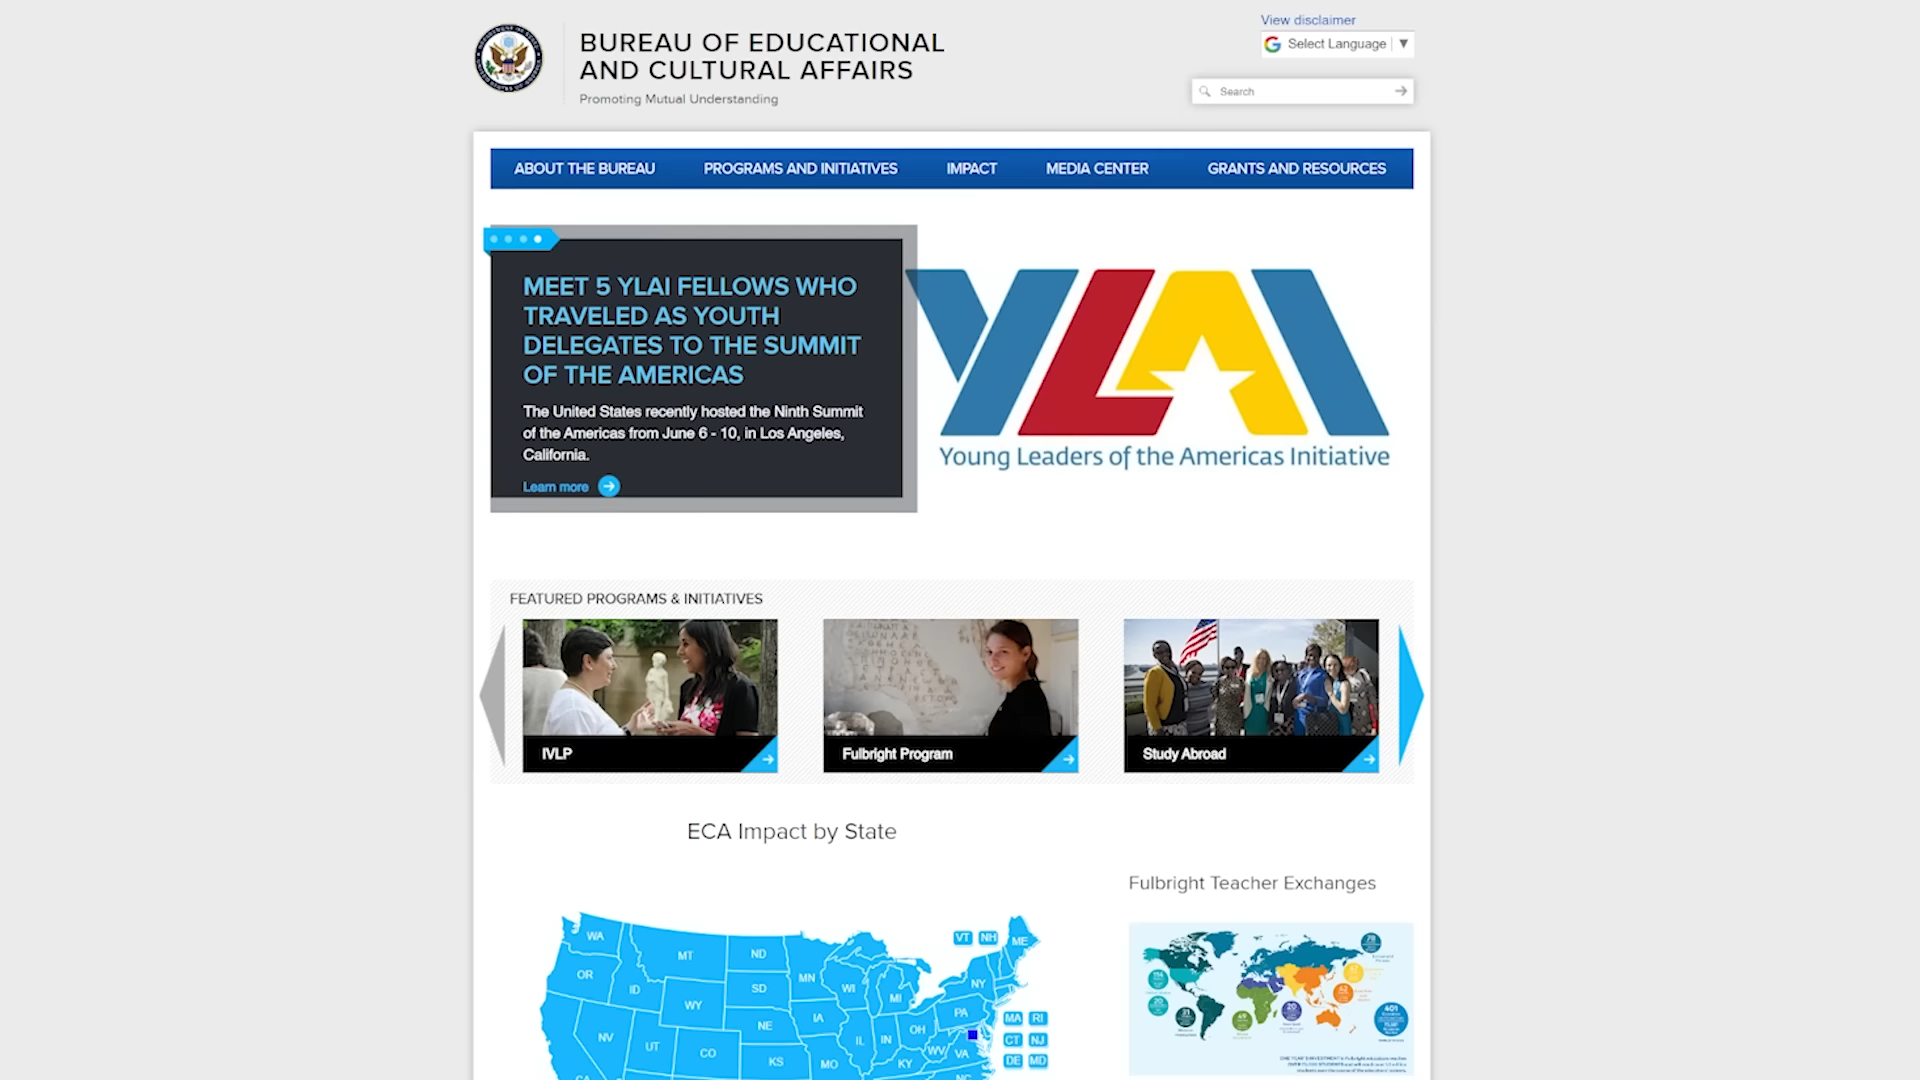 BUREAU OF EDUCATIONAL
AND CULTURAL AFFAIRS
Promoting Mutual Understanding
View disclaimer
Select Language
Search
ABOUT THE BUREAU
PROGRAMS AND INITIATIVES
IMPACT
MEDIA CENTER
GRANTS AND RESOURCES
MEET 5 YLAI FELLOWS WHO
TRAVELED AS YOUTH
DELEGATES TO THE SUMMIT
OF THE AMERICAS
The United States recently hosted the Ninth Summit
of the Americas from June 6 - 10, in Los Angeles,
California.
Learn more
YLAI
Young Leaders of the Americas Initiative
FEATURED PROGRAMS & INITIATIVES
IVLP
Fulbright Program
Study Abroad
ECA Impact by State
WA
OR
MT
ID
WY
ND
SD
NE
NV
UT
CO
KS
MN
IA
MO
WI
IL
MI
IN
OH
KY
WV
VA
PA
NY
VT
NH
ME
MA
RI
CT
NJ
DE
MD
Fulbright Teacher Exchanges
401